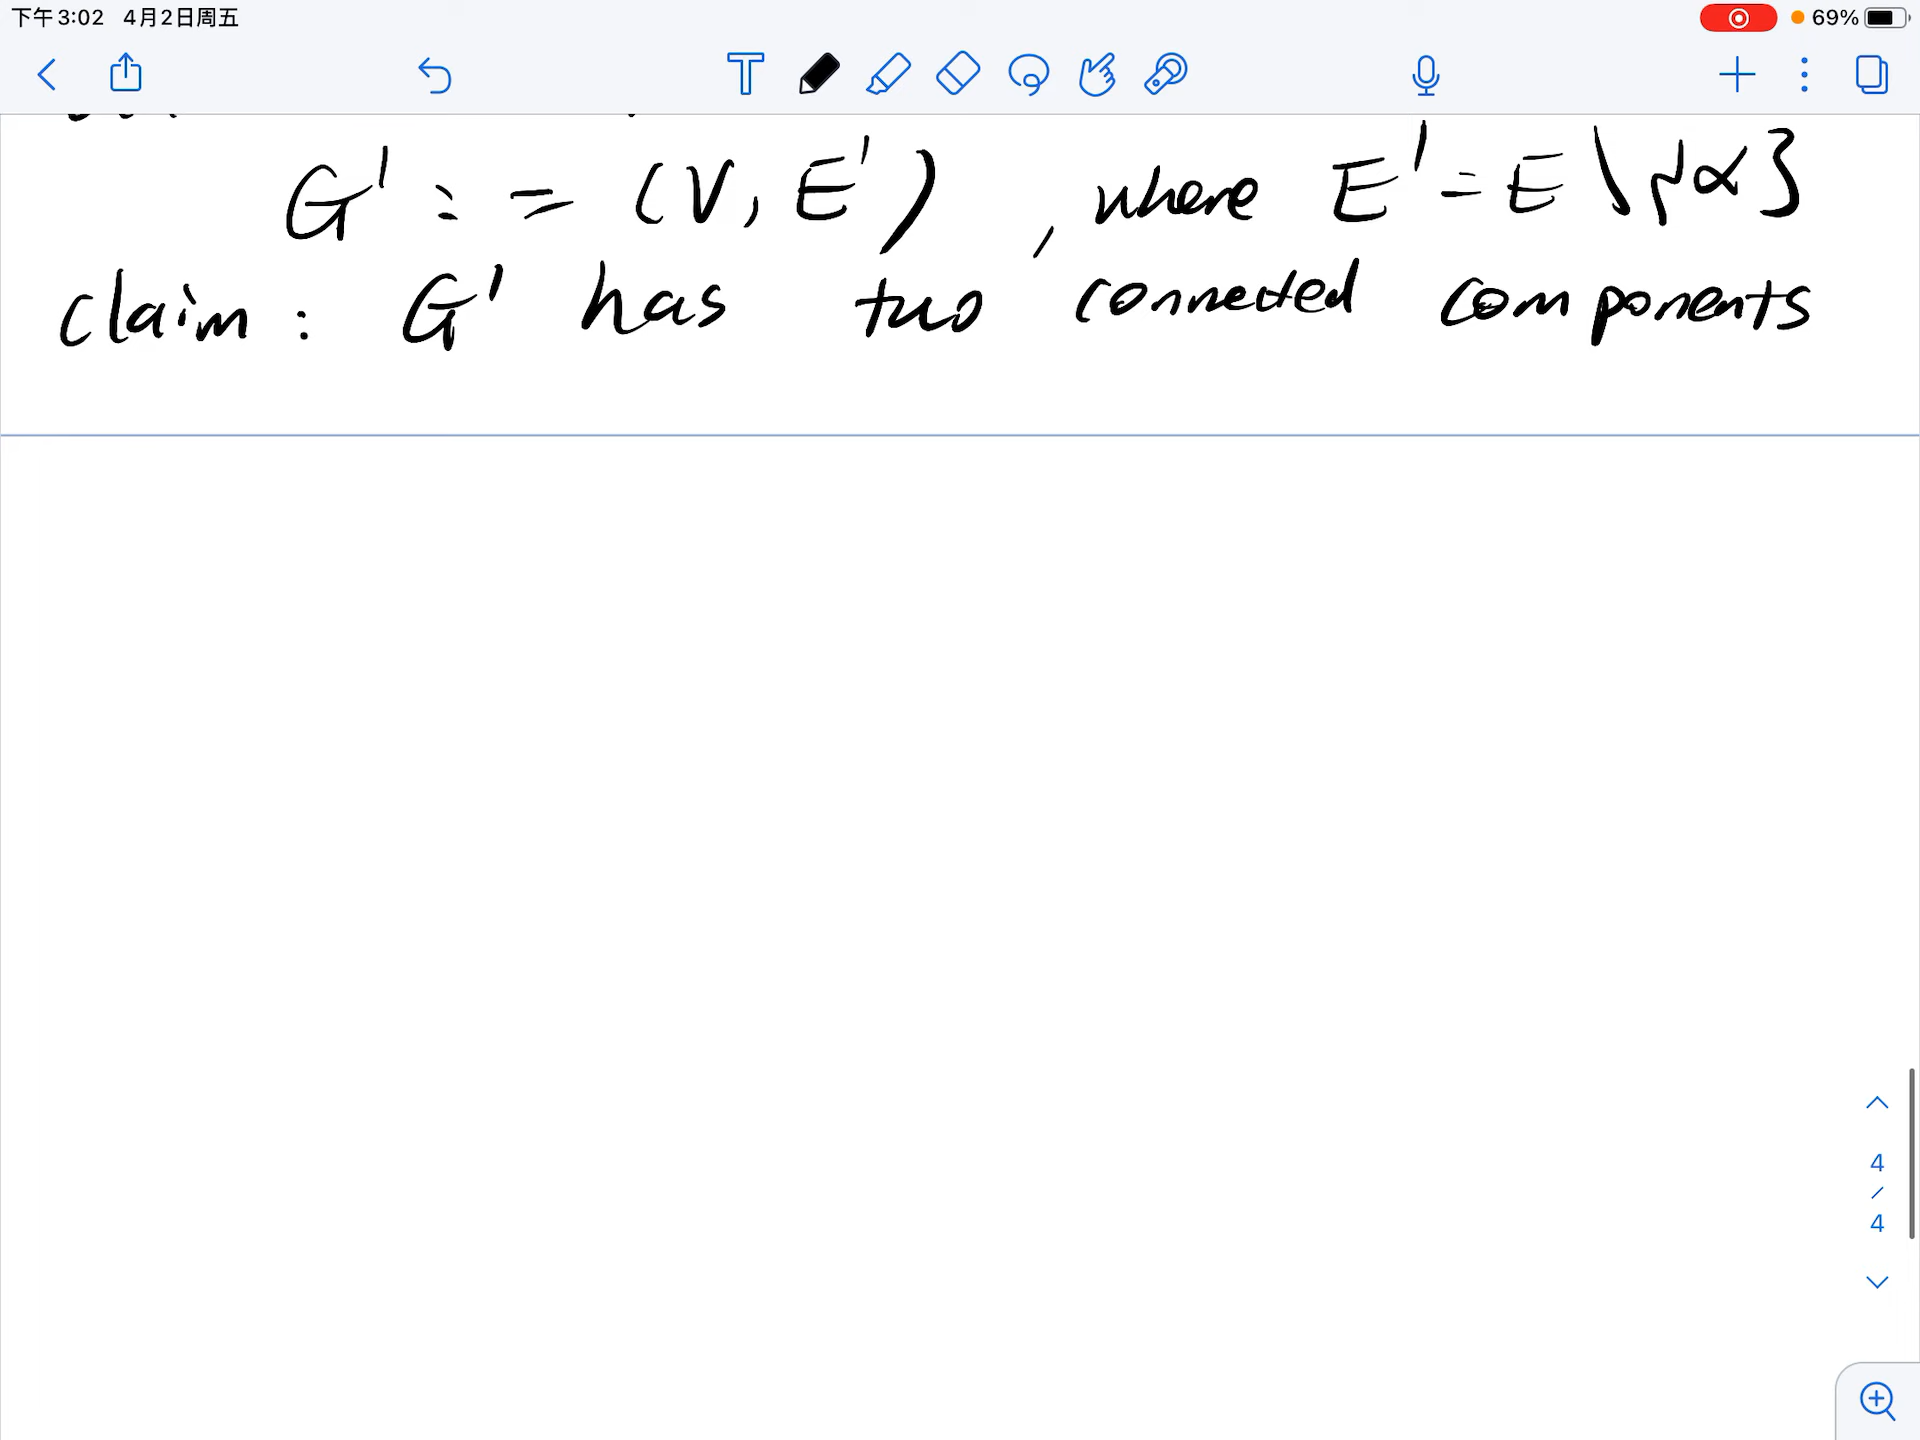 下午3:02 4月2日周五
69%
G' := (V, E'), where E' = E \ {α}
claim : G' has two connected components
4
/
4